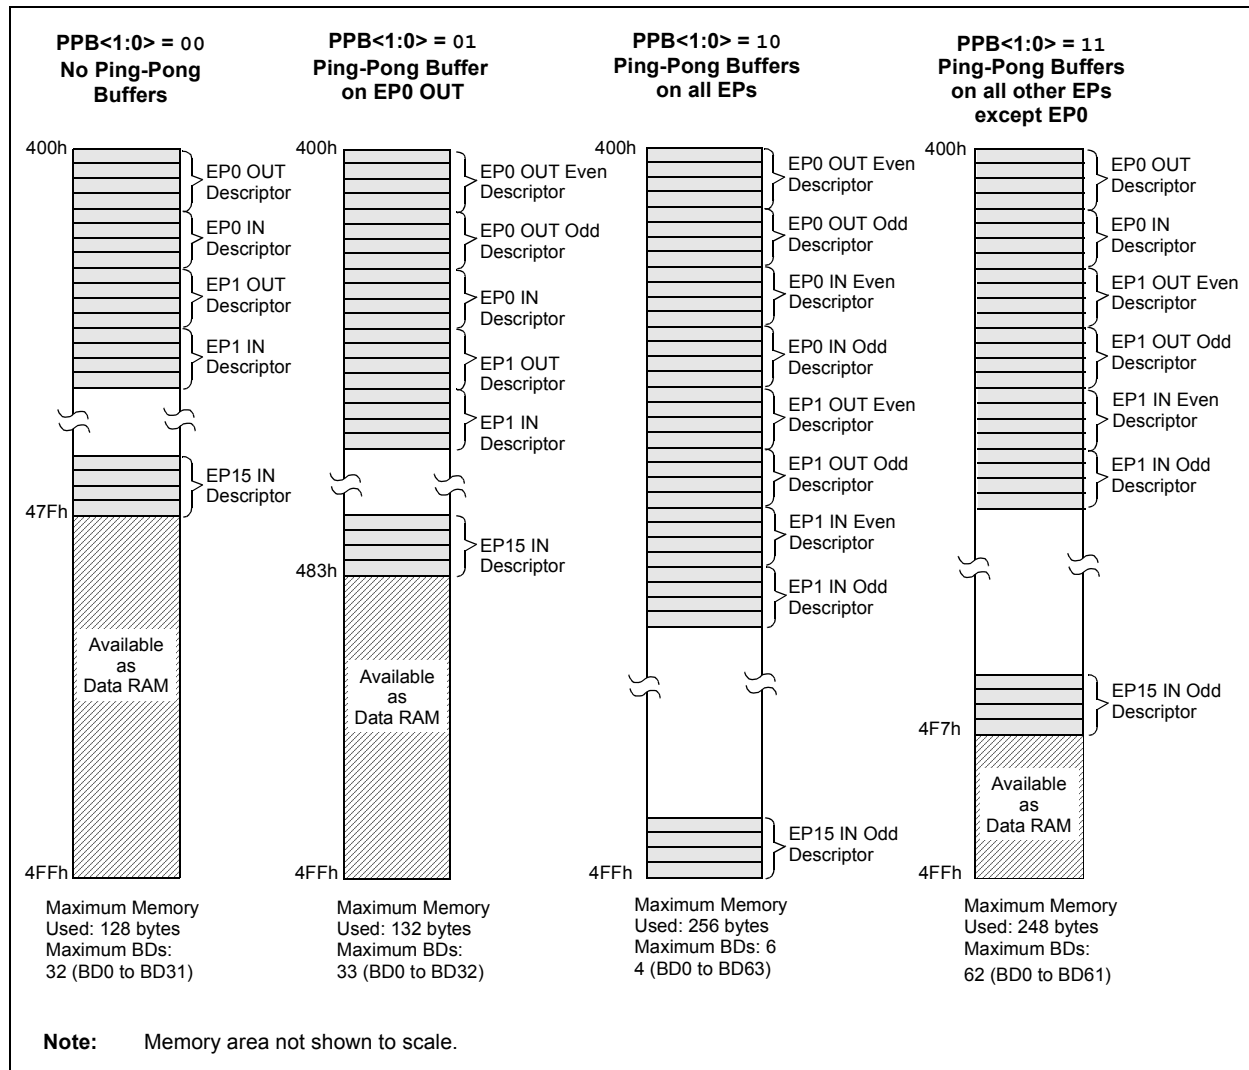 PPB<1:0> = 00
No Ping-Pong
Buffers
400h
EP0 OUT
Descriptor
EP0 IN
Descriptor
EP1 OUT
Descriptor
EP1 IN
Descriptor
EP15 IN
Descriptor
47Fh
Available
as
Data RAM
4FFh
Maximum Memory
Used: 128 bytes
Maximum BDs:
32 (BD0 to BD31)
PPB<1:0> = 01
Ping-Pong Buffer
on EP0 OUT
400h
EP0 OUT Even
Descriptor
EP0 OUT Odd
Descriptor
EP0 IN
Descriptor
EP1 OUT
Descriptor
EP1 IN
Descriptor
EP15 IN
Descriptor
483h
Available
as
Data RAM
4FFh
Maximum Memory
Used: 132 bytes
Maximum BDs:
33 (BD0 to BD32)
PPB<1:0> = 10
Ping-Pong Buffers
on all EPs
400h
EP0 OUT Even
Descriptor
EP0 OUT Odd
Descriptor
EP0 IN Even
Descriptor
EP0 IN Odd
Descriptor
EP1 OUT Even
Descriptor
EP1 OUT Odd
Descriptor
EP1 IN Even
Descriptor
EP1 IN Odd
Descriptor
EP15 IN Odd
Descriptor
4FFh
Maximum Memory
Used: 256 bytes
Maximum BDs: 6
4 (BD0 to BD63)
PPB<1:0> = 11
Ping-Pong Buffers
on all other EPs
except EP0
400h
EP0 OUT
Descriptor
EP0 IN
Descriptor
EP1 OUT Even
Descriptor
EP1 OUT Odd
Descriptor
EP1 IN Even
Descriptor
EP1 IN Odd
Descriptor
EP15 IN Odd
Descriptor
4F7h
Available
as
Data RAM
4FFh
Maximum Memory
Used: 248 bytes
Maximum BDs:
62 (BD0 to BD61)
Note: Memory area not shown to scale.